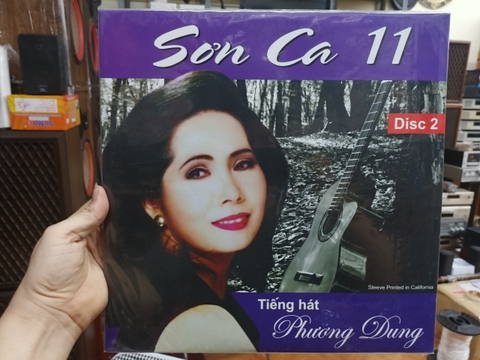 Sơn Ca 11
Disc 2
Sleeve Printed in California
Tiếng hát
Phương Dung